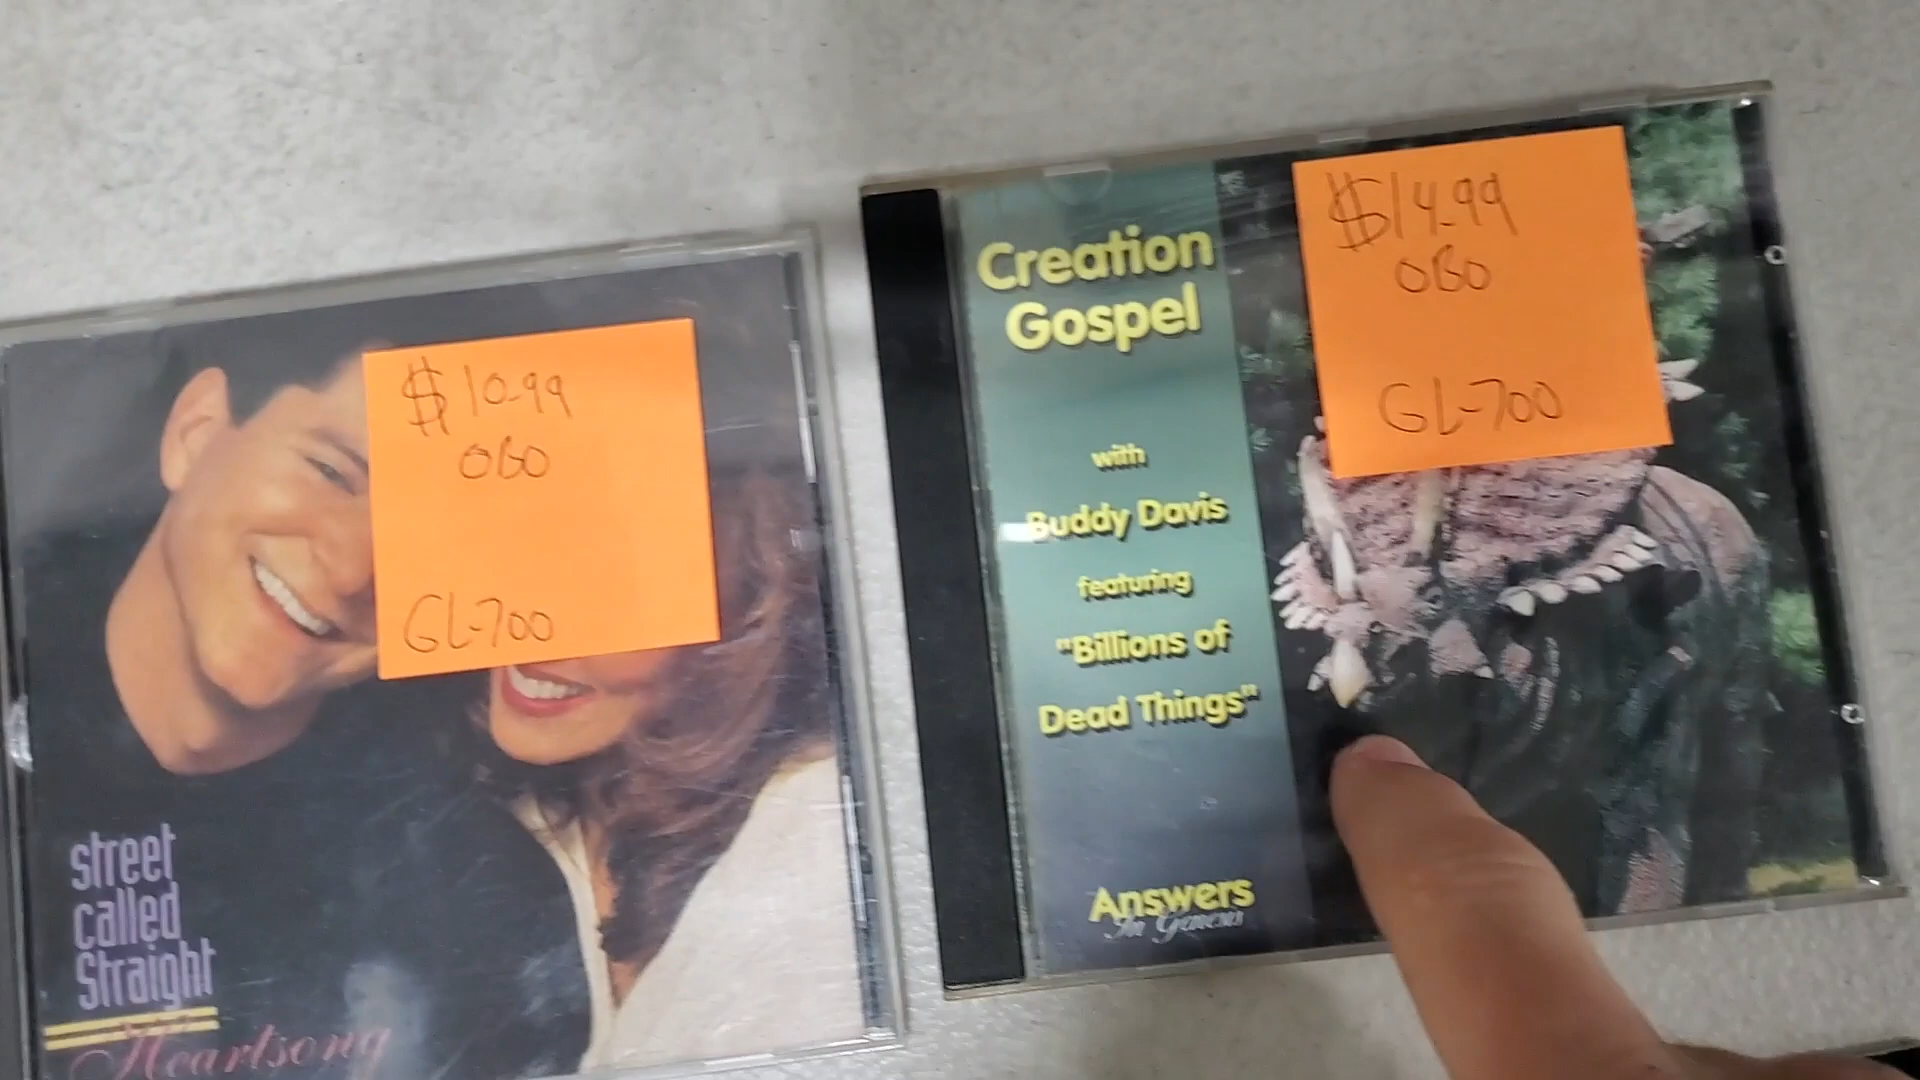 $10.99
OBO
GL-700
street
called
Straight
Heartsong
$14.99
OBO
GL-700
Creation
Gospel
with
Buddy Davis
featuring
"Billions of
Dead Things"
Answers
In Genesis